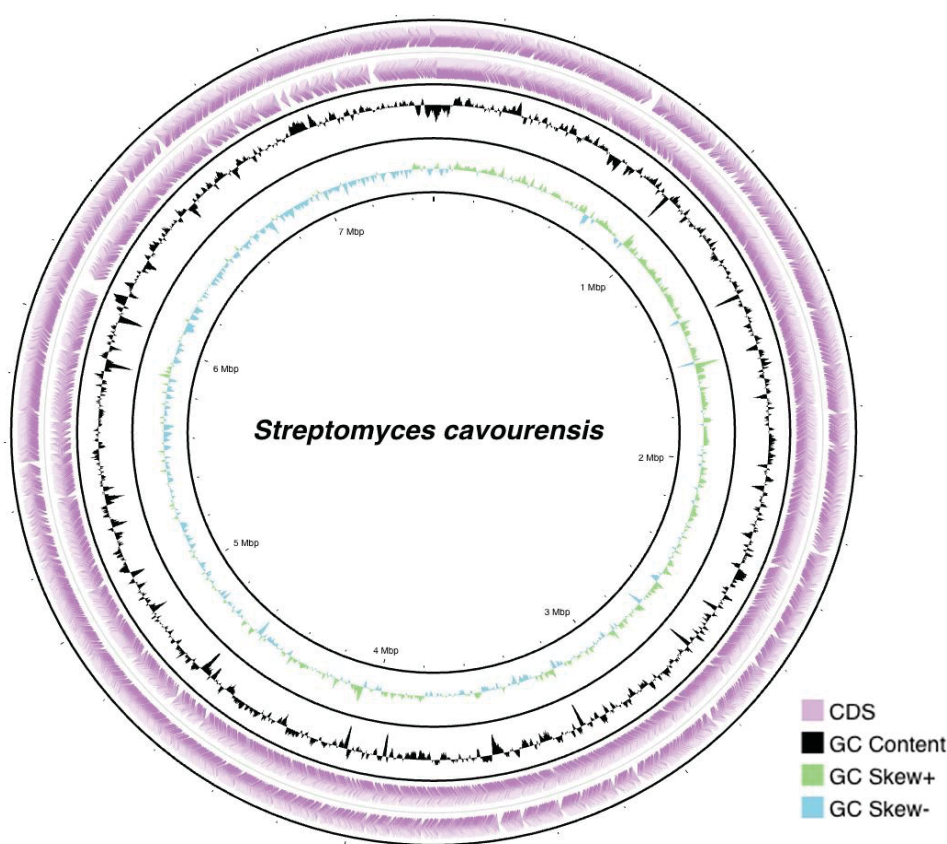 7 Mbp
1 Mbp
6 Mbp
Streptomyces cavourensis
2 Mbp
5 Mbp
3 Mbp
4 Mbp
CDS
GC Content
GC Skew+
GC Skew-